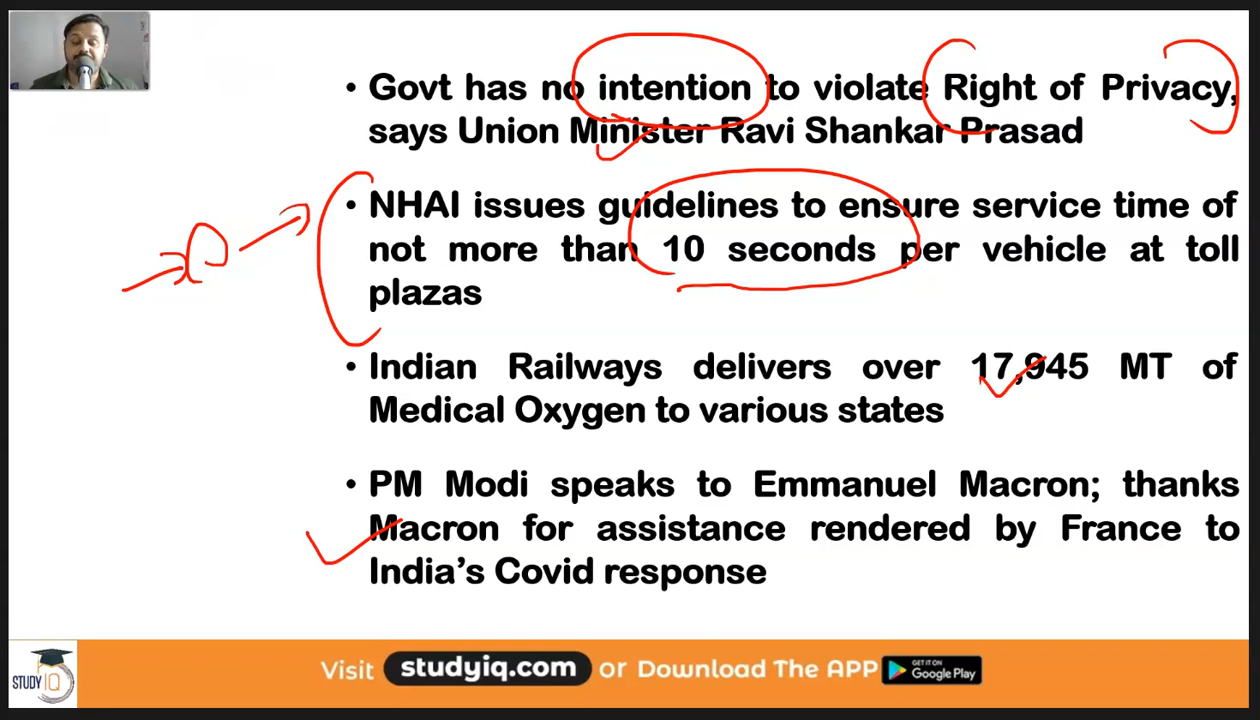 • Govt has no intention to violate Right of Privacy,
says Union Minister Ravi Shankar Prasad
• NHAI issues guidelines to ensure service time of
not more than 10 seconds per vehicle at toll
plazas
• Indian Railways delivers over 17,945 MT of
Medical Oxygen to various states
• PM Modi speaks to Emmanuel Macron; thanks
Macron for assistance rendered by France to
India’s Covid response
STUDY IQ
Visit studyiq.com or Download The APP GET IT ON Google Play